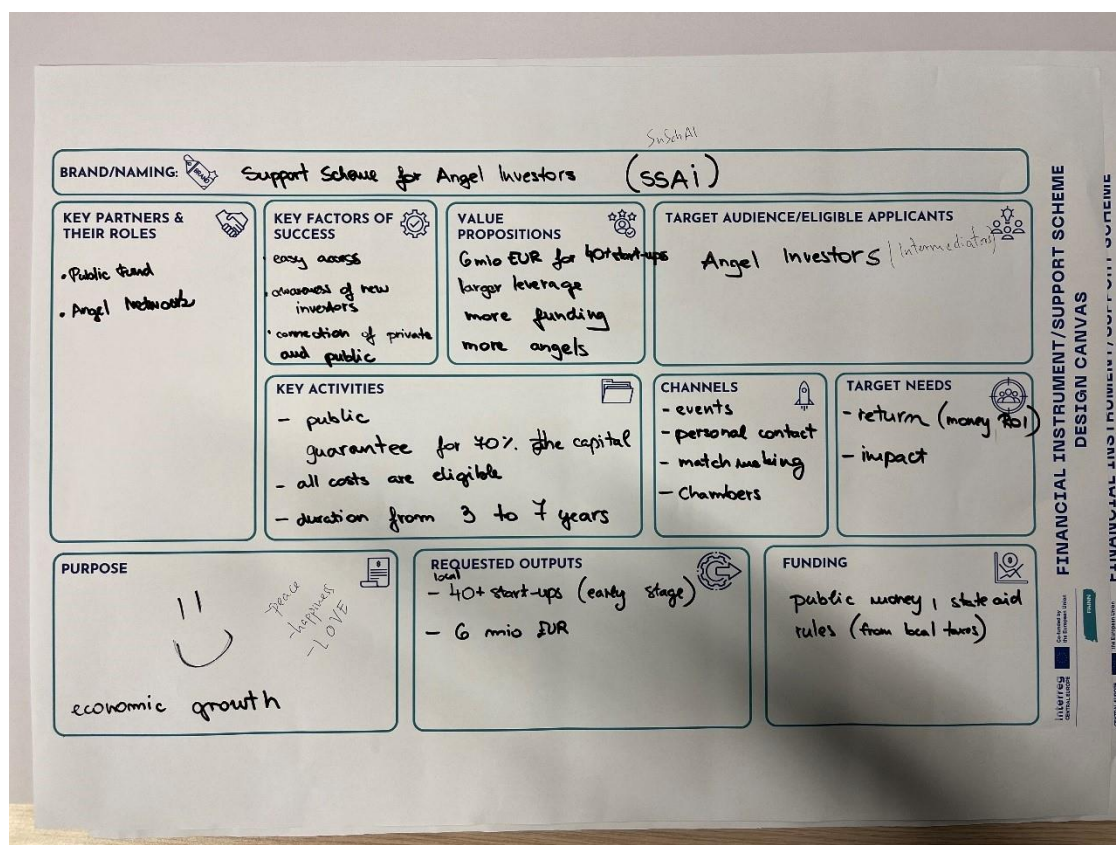 SuSchAI
BRAND/NAMING:
BRAND
Support Scheme for Angel Investors (SSAi)
KEY PARTNERS &
THEIR ROLES
• Public Fund
• Angel Networks
KEY FACTORS OF
SUCCESS
- easy access
• awareness of new
investors
• connection of private
and public
VALUE
PROPOSITIONS
6 mio EUR for 40+ start-ups
larger leverage
more funding
more angels
TARGET AUDIENCE/ELIGIBLE APPLICANTS
Angel Investors / Intermediators
KEY ACTIVITIES
- public
guarantee for 70% the capital
- all costs are eligible
- duration from 3 to 7 years
CHANNELS
- events
- personal contact
- matchmaking
- chambers
TARGET NEEDS
- return (money ROI)
- impact
PURPOSE
- peace
- happiness
- LOVE
economic growth
REQUESTED OUTPUTS
local
- 40+ start-ups (early stage)
- 6 mio EUR
FUNDING
public money, state aid
rules (from local taxes)
FINANCIAL INSTRUMENT/SUPPORT SCHEME
DESIGN CANVAS
Interreg
CENTRAL EUROPE
Co-funded by
the European Union